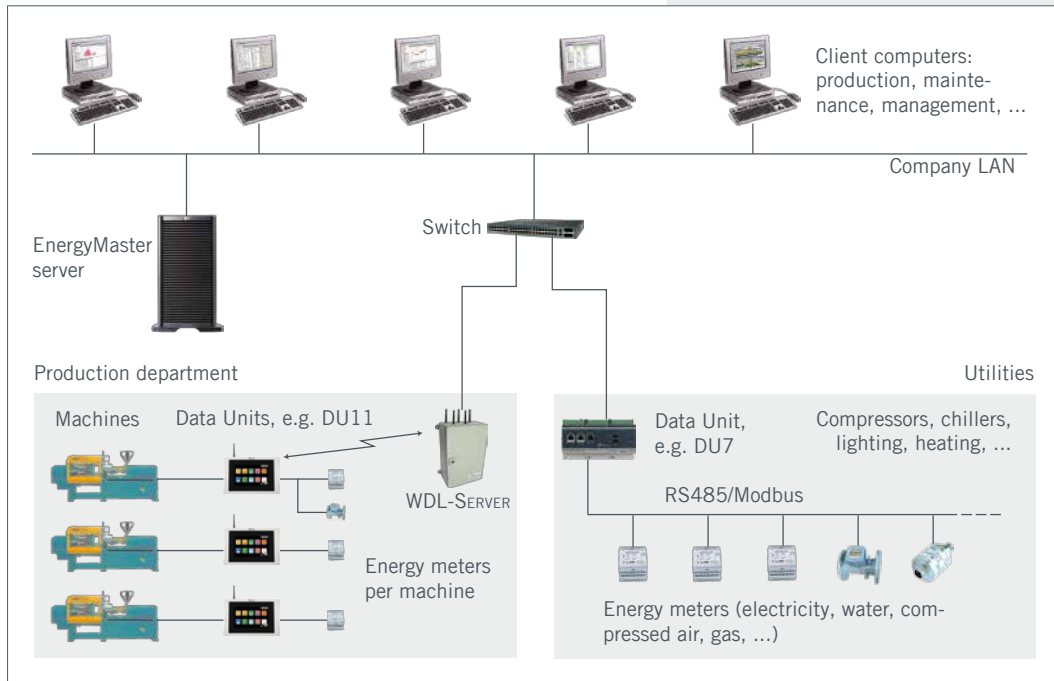 Client computers:
production, mainte-
nance, management, ...
Company LAN
Switch
EnergyMaster
server
Production department
Utilities
Machines
Data Units, e.g. DU11
WDL-SERVER
Energy meters
per machine
Data Unit,
e.g. DU7
Compressors, chillers,
lighting, heating, ...
RS485/Modbus
Energy meters (electricity, water, com-
pressed air, gas, ...)